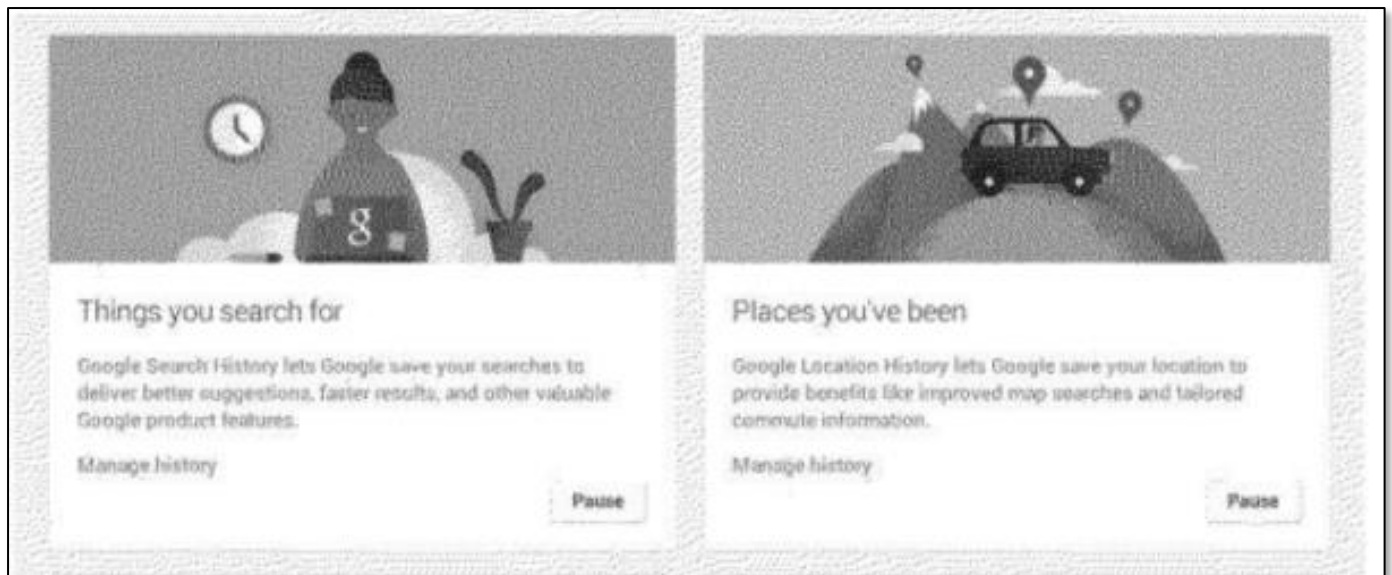 g
Things you search for
Google Search History lets Google save your searches to
deliver better suggestions, faster results, and other valuable
Google product features.
Manage history
Pause
Places you've been
Google Location History lets Google save your location to
provide benefits like improved map searches and tailored
commute information.
Manage history
Pause